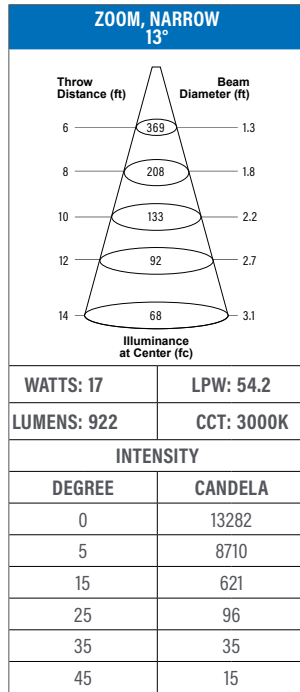 ZOOM, NARROW
13°
Throw Beam
Distance (ft) Diameter (ft)
6 369 1.3
8 208 1.8
10 133 2.2
12 92 2.7
14 68 3.1
Illuminance
at Center (fc)
WATTS: 17 LPW: 54.2
LUMENS: 922 CCT: 3000K
INTENSITY
DEGREE CANDELA
0 13282
5 8710
15 621
25 96
35 35
45 15